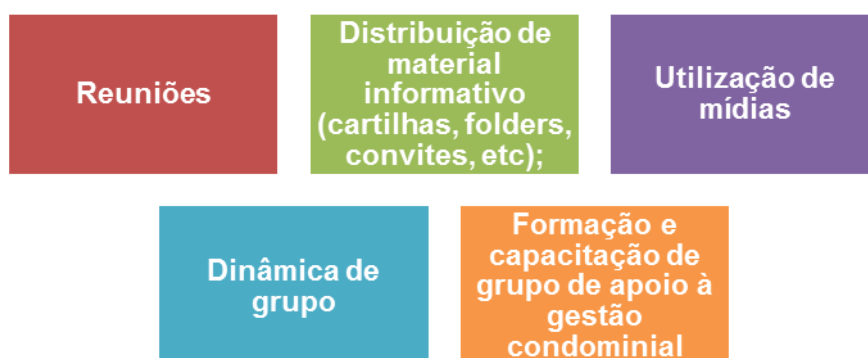 Reuniões
Distribuição de
material
informativo
(cartilhas, folders,
convites, etc);
Utilização de
mídias
Dinâmica de
grupo
Formação e
capacitação de
grupo de apoio à
gestão
condominial